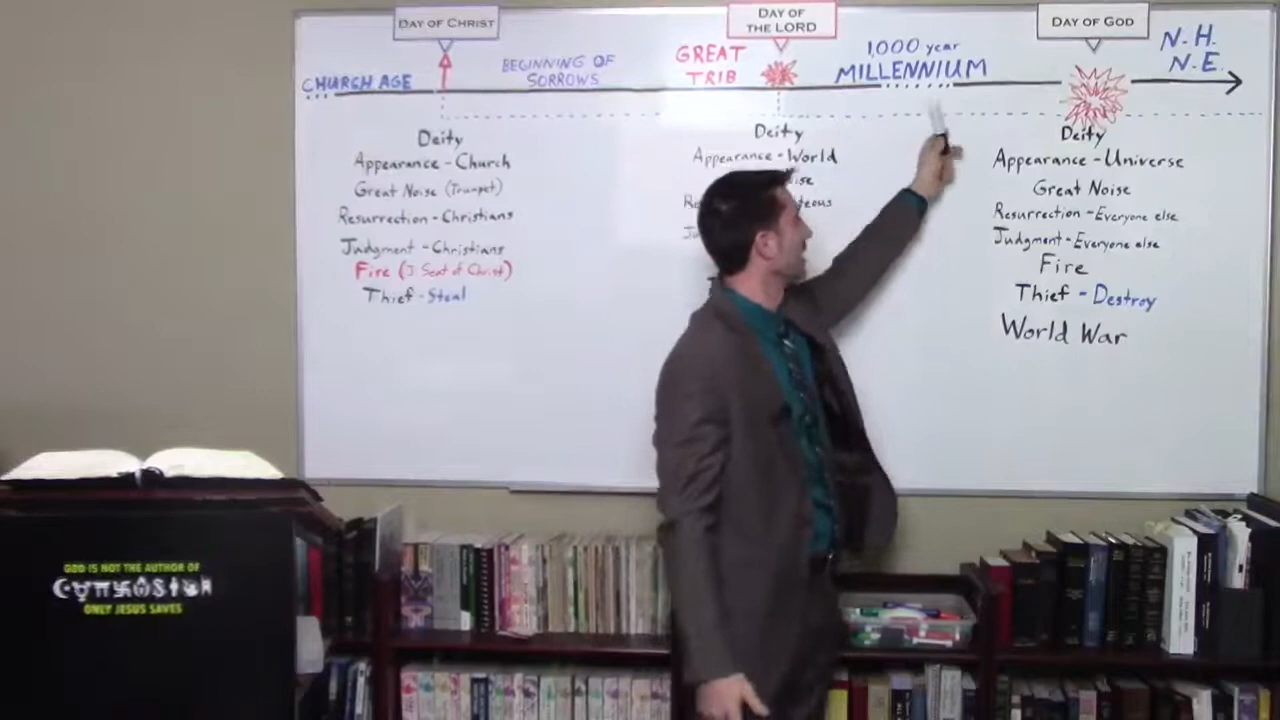 DAY OF CHRIST
DAY OF
THE LORD
DAY OF GOD
CHURCH AGE
BEGINNING OF
SORROWS
GREAT
TRIB
1,000 year
MILLENNIUM
N.H.
N.E.
Deity
Appearance - Church
Great Noise (Trumpet)
Resurrection - Christians
Judgment - Christians
Fire (J. Seat of Christ)
Thief - Steal
Deity
Appearance - World
Deity
Appearance - Universe
Great Noise
Resurrection - Everyone else
Judgment - Everyone else
Fire
Thief - Destroy
World War
GOD IS NOT THE AUTHOR OF
ONLY JESUS SAVES